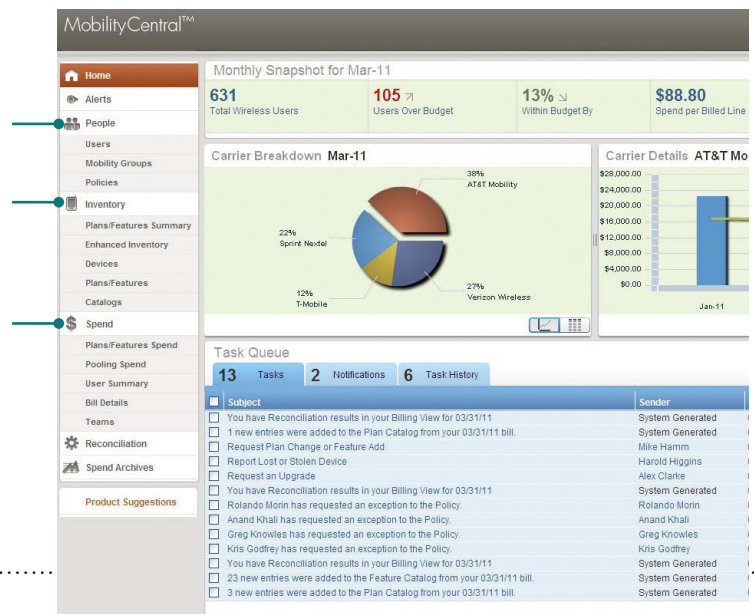 MobilityCentral™
Home
Alerts
People
Users
Mobility Groups
Policies
Inventory
Plans/Features Summary
Enhanced Inventory
Devices
Plans/Features
Catalogs
Spend
Plans/Features Spend
Pooling Spend
User Summary
Bill Details
Teams
Reconciliation
Spend Archives
Product Suggestions
Monthly Snapshot for Mar-11
631
Total Wireless Users
105
Users Over Budget
13%
Within Budget By
$88.80
Spend per Billed Line
Carrier Breakdown Mar-11
38%
AT&T Mobility
22%
Sprint Nextel
12%
T-Mobile
27%
Verizon Wireless
Carrier Details AT&T Mo
$28,000.00
$24,000.00
$20,000.00
$16,000.00
$12,000.00
$8,000.00
$4,000.00
$0.00
Jan-11
Task Queue
13 Tasks 2 Notifications 6 Task History
Subject Sender
You have Reconciliation results in your Billing View for 03/31/11 System Generated
1 new entries were added to the Plan Catalog from your 03/31/11 bill. System Generated
Request Plan Change or Feature Add Mike Hamm
Report Lost or Stolen Device Harold Higgins
Request an Upgrade Alex Clarke
You have Reconciliation results in your Billing View for 03/31/11 System Generated
Rolando Morin has requested an exception to the Policy. Rolando Morin
Anand Khali has requested an exception to the Policy. Anand Khali
Greg Knowles has requested an exception to the Policy. Greg Knowles
Kris Godfrey has requested an exception to the Policy. Kris Godfrey
You have Reconciliation results in your Billing View for 03/31/11 System Generated
23 new entries were added to the Feature Catalog from your 03/31/11 bill. System Generated
3 new entries were added to the Plan Catalog from your 03/31/11 bill. System Generated